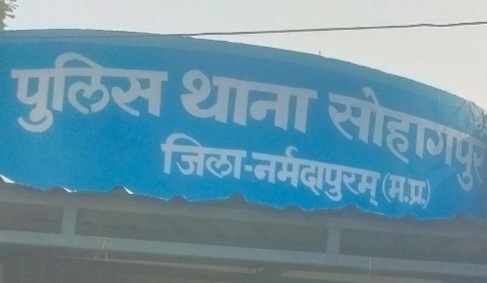 पुलिस थाना सोहागपुर
जिला-नर्मदापुरम् (म.प्र.)